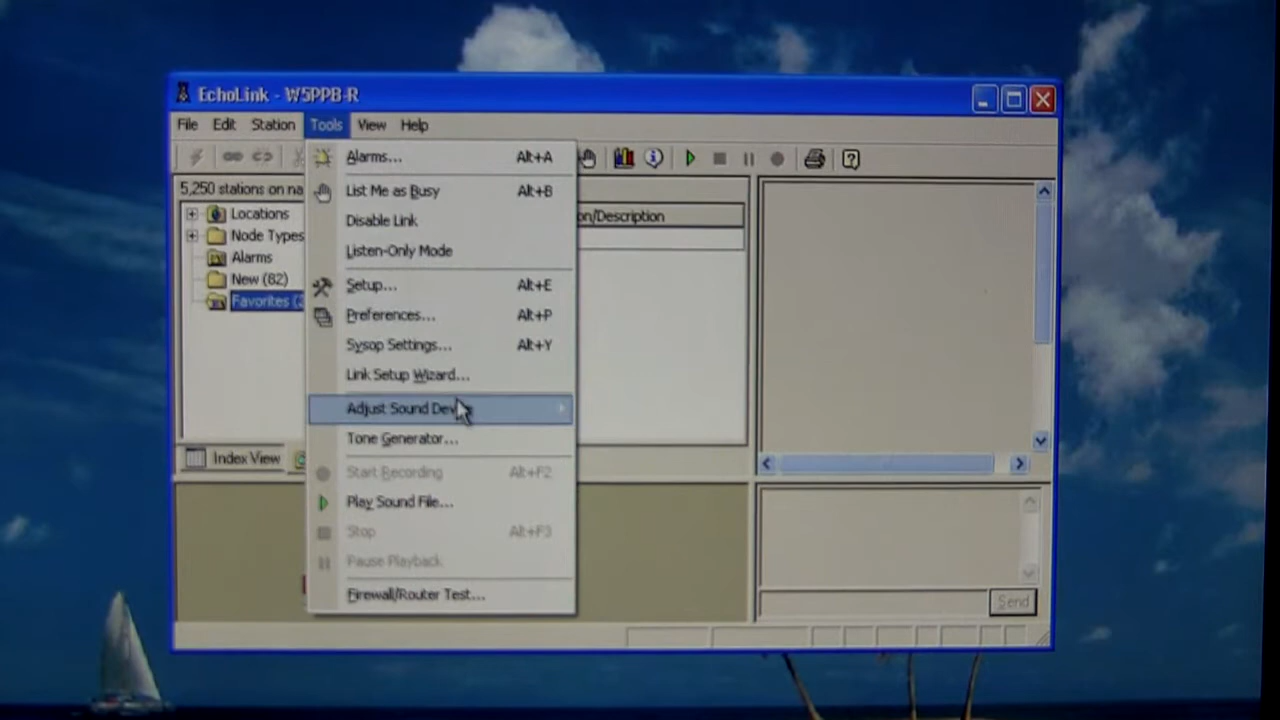 EchoLink - W5PPB-R
File Edit Station Tools View Help
5,250 stations on na
Locations
Node Types
Alarms
New (82)
Favorites (2
Index View
Alarms... Alt+A
List Me as Busy Alt+B
Disable Link
Listen-Only Mode
Setup... Alt+E
Preferences... Alt+P
Sysop Settings... Alt+Y
Link Setup Wizard...
Adjust Sound Dev
Tone Generator...
Start Recording Alt+F2
Play Sound File...
Stop Alt+F3
Pause Playback
Firewall/Router Test...
on/Description
Send